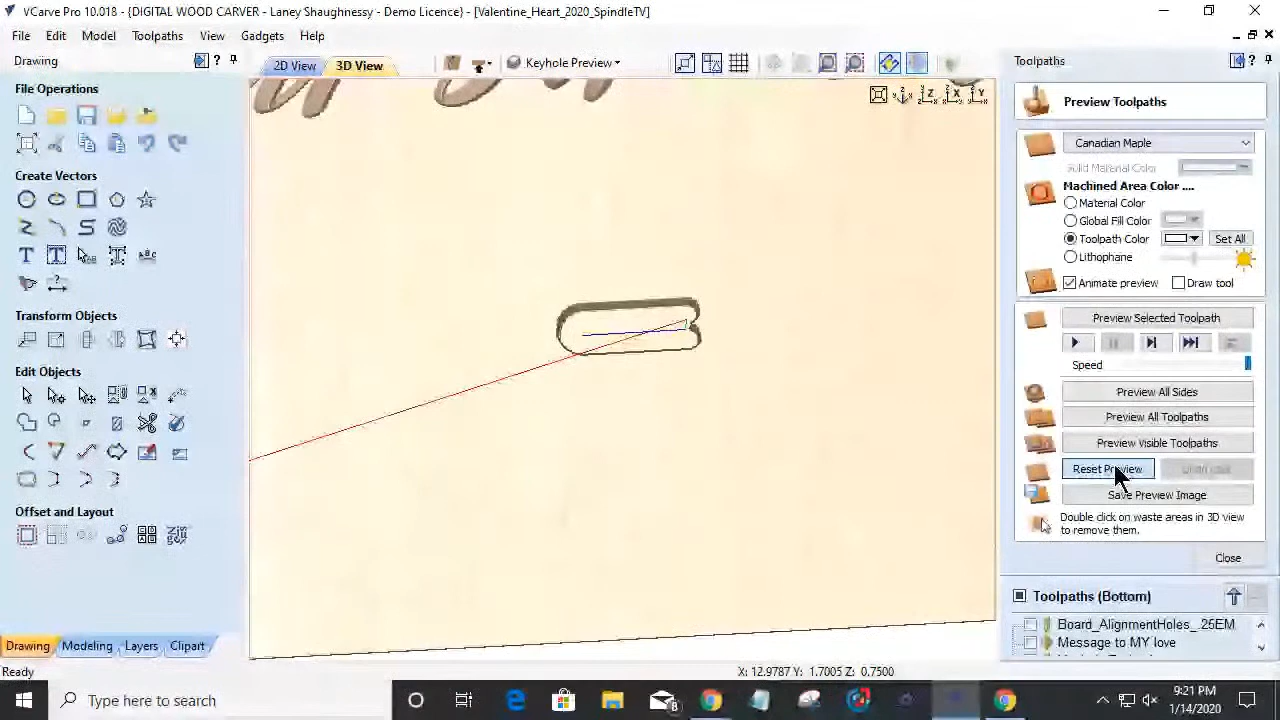 VCarve Pro 10.018 - {DIGITAL WOOD CARVER - Laney Shaughnessy - Demo Licence} - [Valentine_Heart_2020_SpindleTV]
File Edit Model Toolpaths View Gadgets Help
Drawing
?
2D View
3D View
Keyhole Preview
Toolpaths
?
File Operations
Create Vectors
Transform Objects
Edit Objects
Offset and Layout
Drawing Modeling Layers Clipart
Ready
X: 12.9787 Y: 1.7005 Z: 0.7500
Preview Toolpaths
Canadian Maple
Solid Material Color
Machined Area Color ....
Material Color
Global Fill Color
Toolpath Color
Set All
Lithophane
Animate preview
Draw tool
Preview Selected Toolpath
Speed
Preview All Sides
Preview All Toolpaths
Preview Visible Toolpaths
Reset Preview
Save Preview Image
Double click on waste areas in 3D view
to remove them.
Close
Toolpaths (Bottom)
Board_AlignmentHoles_.25EM
Message to MY love
Type here to search
9:21 PM
1/14/2020